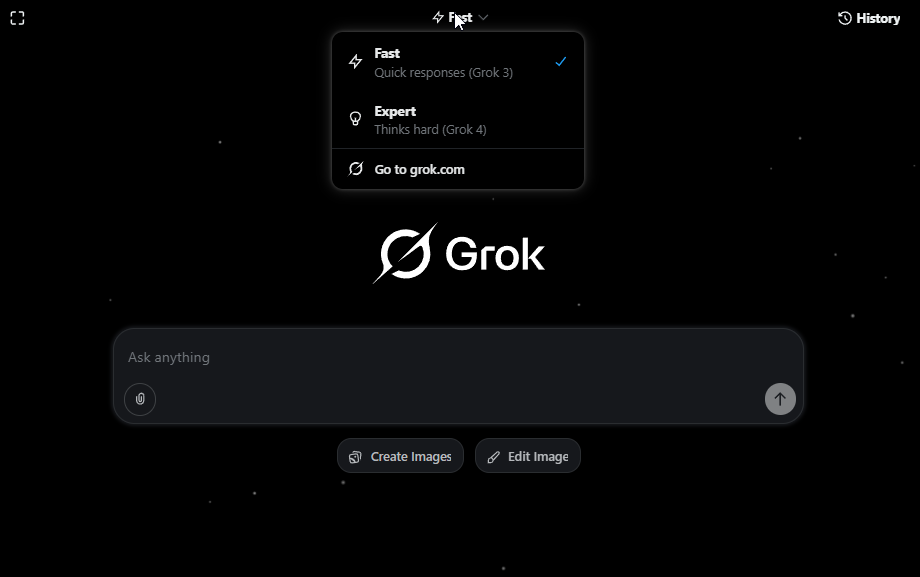 Fast
History
Fast
Quick responses (Grok 3)
Expert
Thinks hard (Grok 4)
Go to grok.com
Grok
Ask anything
Create Images
Edit Image